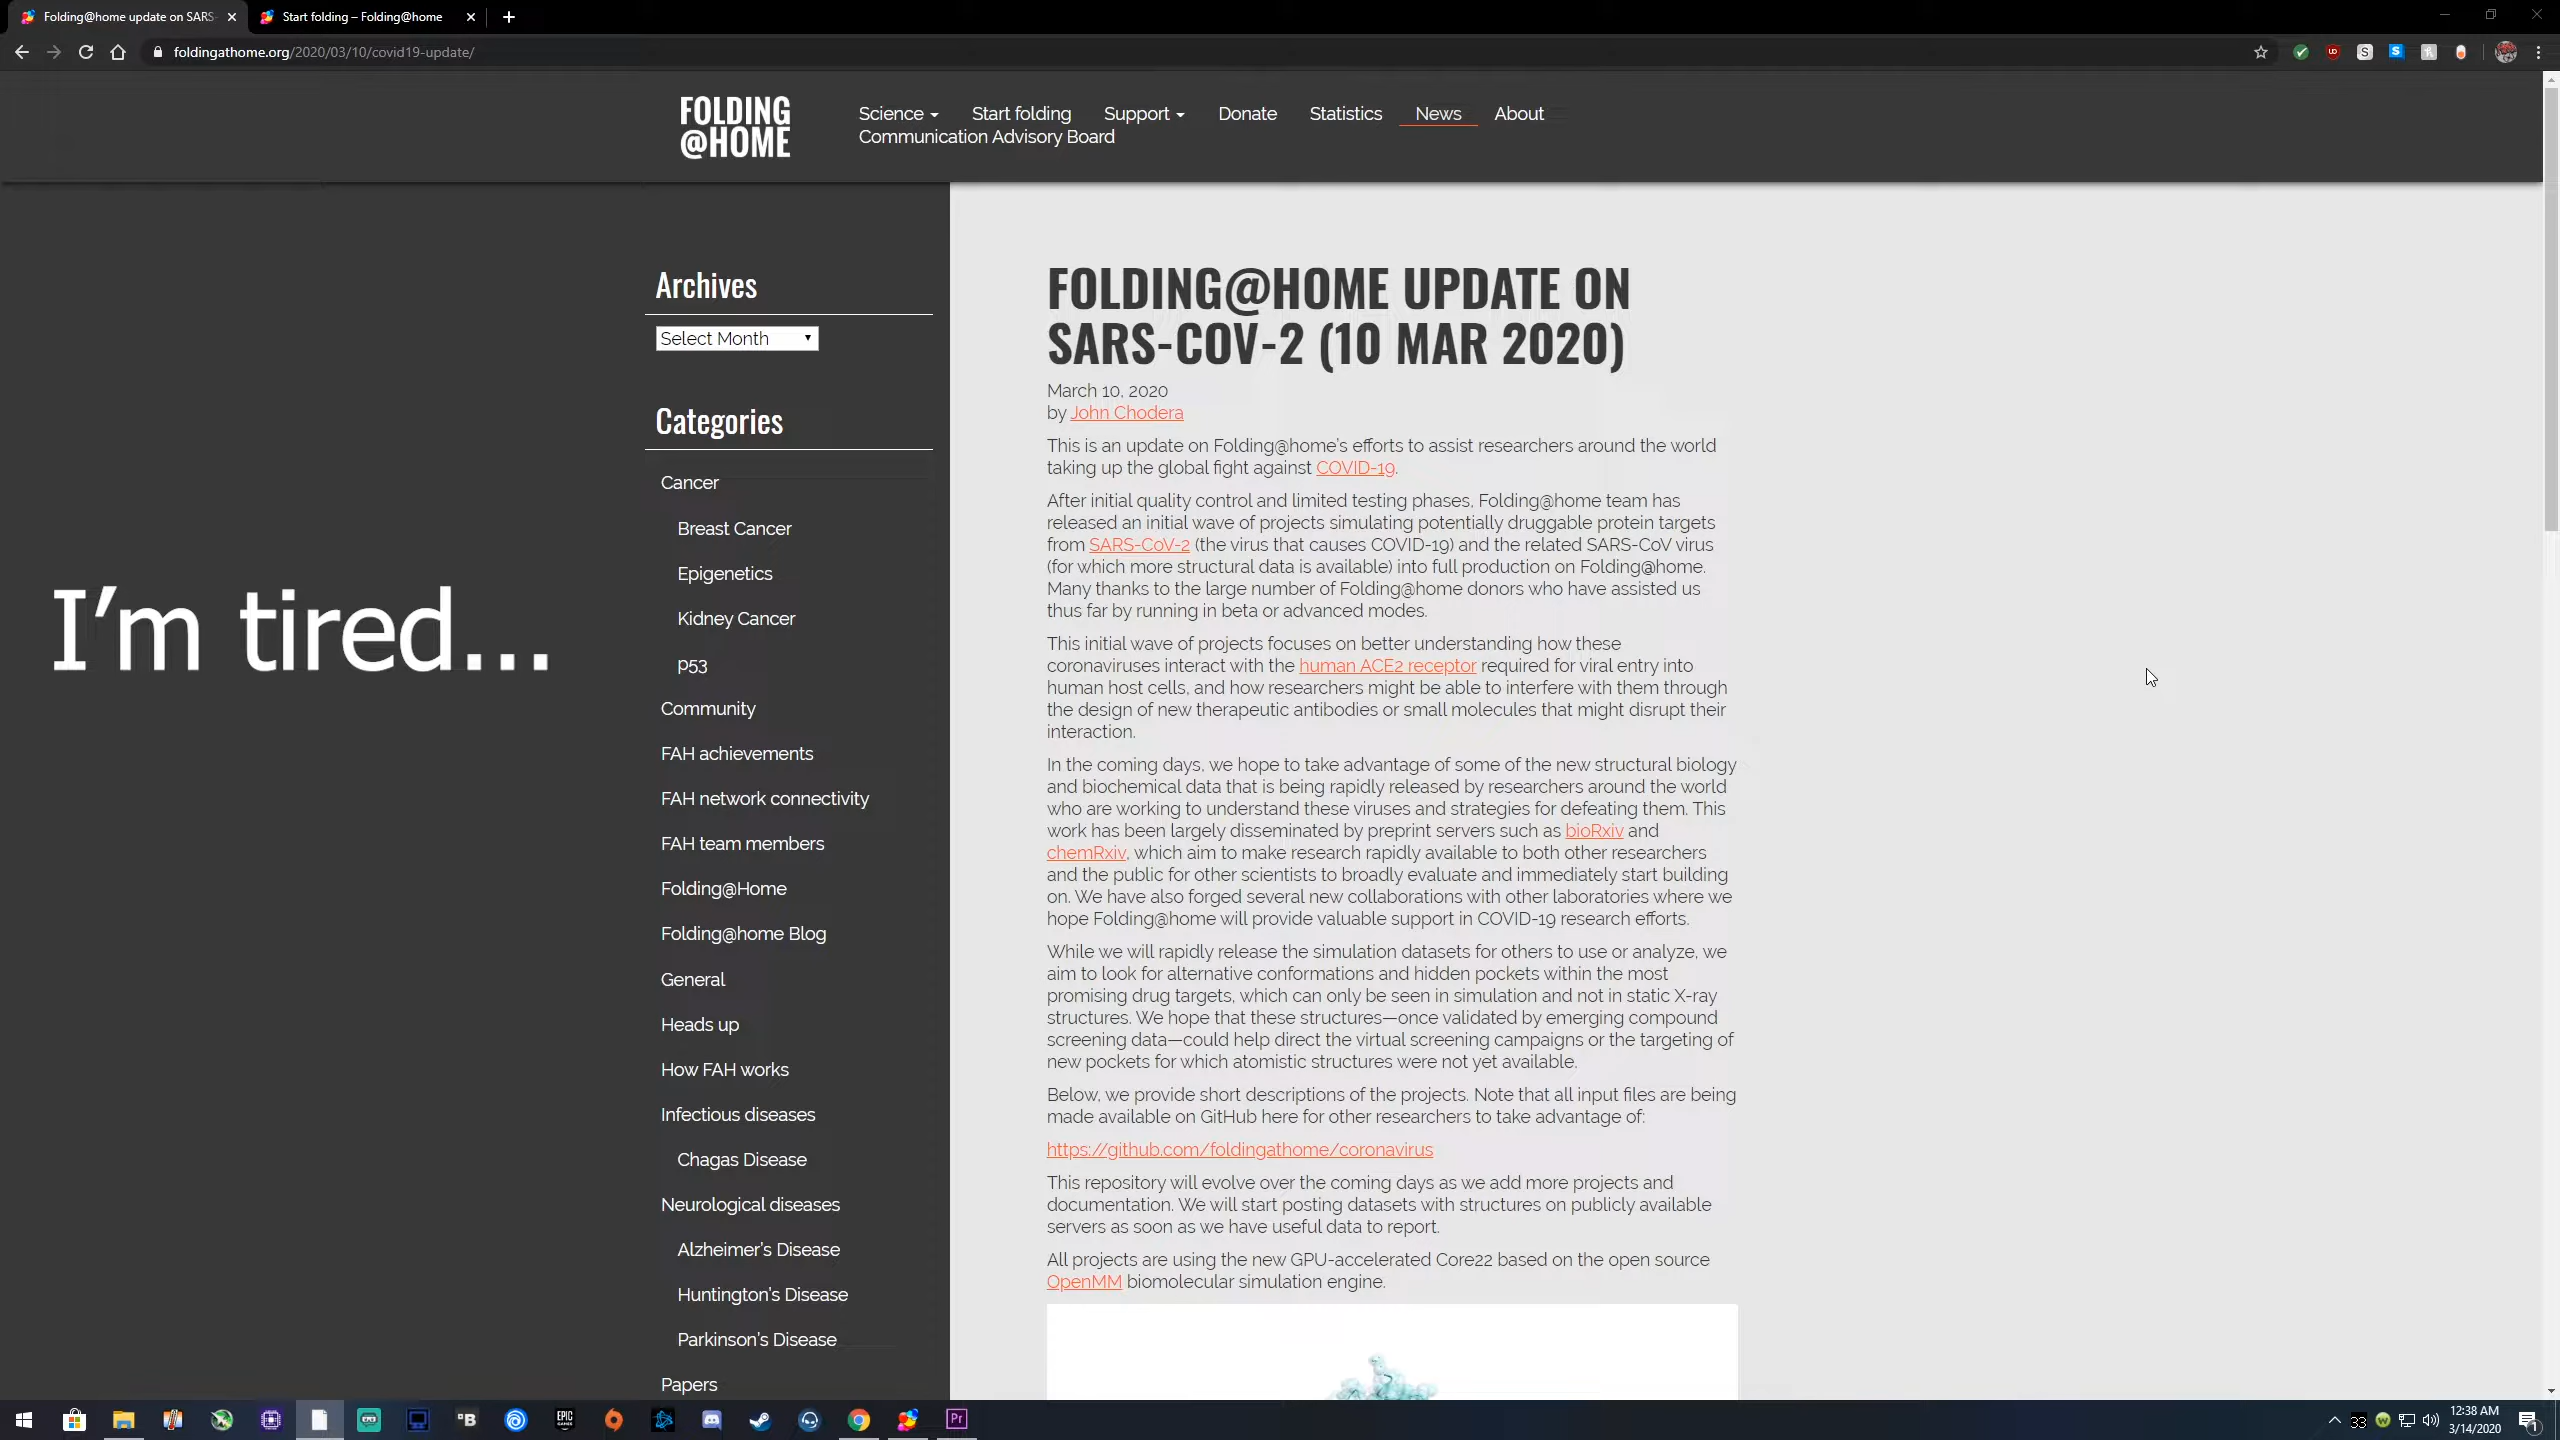 Folding@home update on SARS-
Start folding – Folding@home
foldingathome.org/2020/03/10/covid19-update/
FOLDING
@HOME
Science
Start folding
Support
Donate
Statistics
News
About
Communication Advisory Board
I'm tired...
Archives
Select Month
Categories
Cancer
Breast Cancer
Epigenetics
Kidney Cancer
p53
Community
FAH achievements
FAH network connectivity
FAH team members
Folding@Home
Folding@home Blog
General
Heads up
How FAH works
Infectious diseases
Chagas Disease
Neurological diseases
Alzheimer's Disease
Huntington's Disease
Parkinson's Disease
Papers
FOLDING@HOME UPDATE ON
SARS-COV-2 (10 MAR 2020)
March 10, 2020
by John Chodera
This is an update on Folding@home's efforts to assist researchers around the world
taking up the global fight against COVID-19.
After initial quality control and limited testing phases, Folding@home team has
released an initial wave of projects simulating potentially druggable protein targets
from SARS-CoV-2 (the virus that causes COVID-19) and the related SARS-CoV virus
(for which more structural data is available) into full production on Folding@home.
Many thanks to the large number of Folding@home donors who have assisted us
thus far by running in beta or advanced modes.
This initial wave of projects focuses on better understanding how these
coronaviruses interact with the human ACE2 receptor required for viral entry into
human host cells, and how researchers might be able to interfere with them through
the design of new therapeutic antibodies or small molecules that might disrupt their
interaction.
In the coming days, we hope to take advantage of some of the new structural biology
and biochemical data that is being rapidly released by researchers around the world
who are working to understand these viruses and strategies for defeating them. This
work has been largely disseminated by preprint servers such as bioRxiv and
chemRxiv, which aim to make research rapidly available to both other researchers
and the public for other scientists to broadly evaluate and immediately start building
on. We have also forged several new collaborations with other laboratories where we
hope Folding@home will provide valuable support in COVID-19 research efforts.
While we will rapidly release the simulation datasets for others to use or analyze, we
aim to look for alternative conformations and hidden pockets within the most
promising drug targets, which can only be seen in simulation and not in static X-ray
structures. We hope that these structures—once validated by emerging compound
screening data—could help direct the virtual screening campaigns or the targeting of
new pockets for which atomistic structures were not yet available.
Below, we provide short descriptions of the projects. Note that all input files are being
made available on GitHub here for other researchers to take advantage of:
https://github.com/foldingathome/coronavirus
This repository will evolve over the coming days as we add more projects and
documentation. We will start posting datasets with structures on publicly available
servers as soon as we have useful data to report.
All projects are using the new GPU-accelerated Core22 based on the open source
OpenMM biomolecular simulation engine.
EPIC
Pr
33
12:38 AM
3/14/2020
1